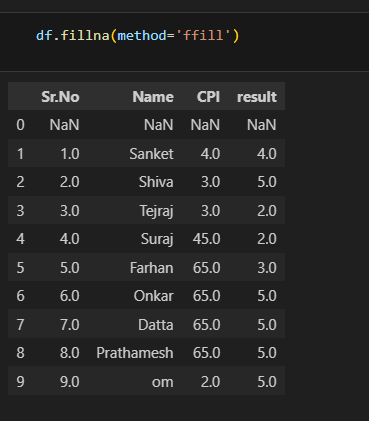 df.fillna(method='ffill')
Sr.No Name CPI result
0 NaN NaN NaN NaN
1 1.0 Sanket 4.0 4.0
2 2.0 Shiva 3.0 5.0
3 3.0 Tejraj 3.0 2.0
4 4.0 Suraj 45.0 2.0
5 5.0 Farhan 65.0 3.0
6 6.0 Onkar 65.0 5.0
7 7.0 Datta 65.0 5.0
8 8.0 Prathamesh 65.0 5.0
9 9.0 om 2.0 5.0